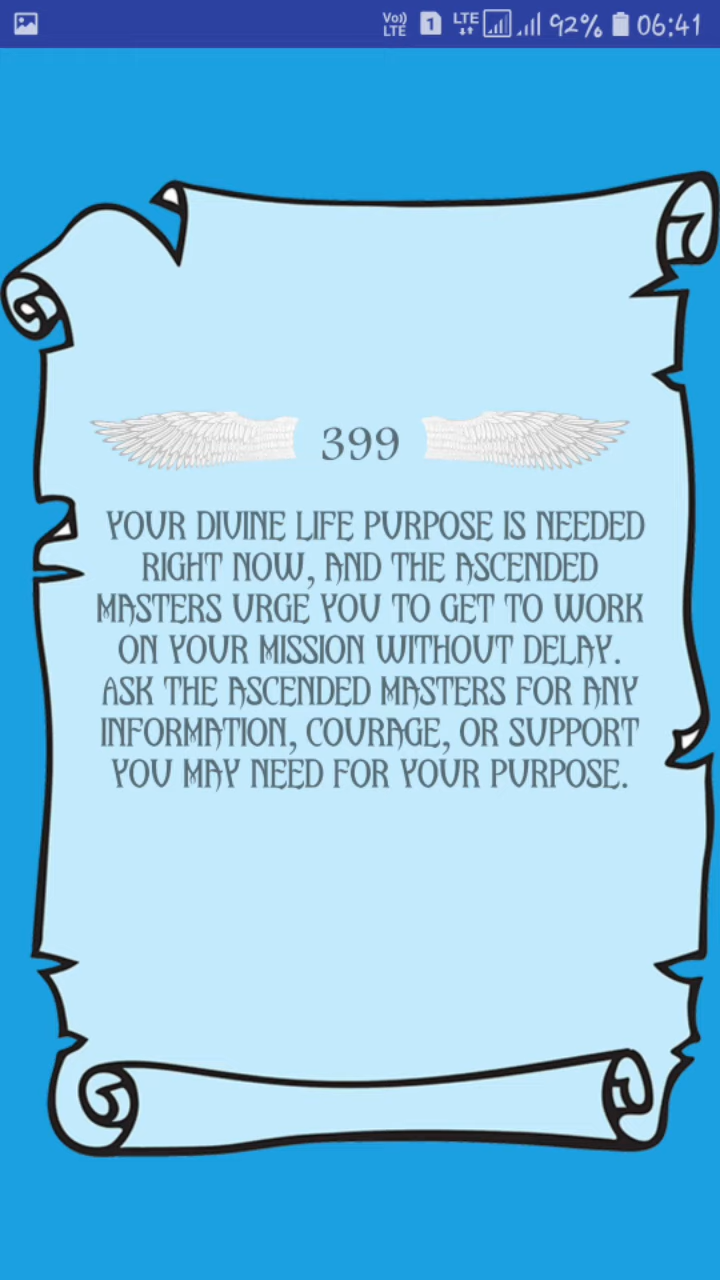 Vo)) LTE 1 LTE 92% 06:41
399
YOUR DIVINE LIFE PURPOSE IS NEEDED
RIGHT NOW, AND THE ASCENDED
MASTERS URGE YOU TO GET TO WORK
ON YOUR MISSION WITHOUT DELAY.
ASK THE ASCENDED MASTERS FOR ANY
INFORMATION, COURAGE, OR SUPPORT
YOU MAY NEED FOR YOUR PURPOSE.